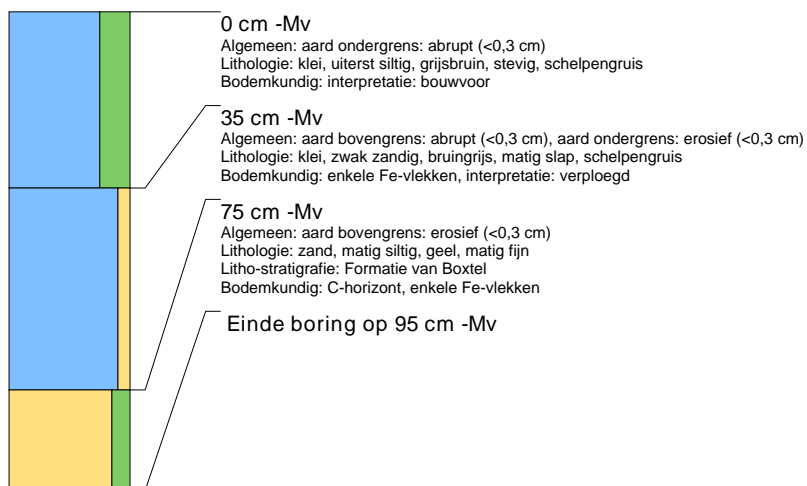 0 cm -Mv
Algemeen: aard ondergrens: abrupt (<0,3 cm)
Lithologie: klei, uiterst siltig, grijsbruin, stevig, schelpengruis
Bodemkundig: interpretatie: bouwvoor
35 cm -Mv
Algemeen: aard bovengrens: abrupt (<0,3 cm), aard ondergrens: erosief (<0,3 cm)
Lithologie: klei, zwak zandig, bruingrijs, matig slap, schelpengruis
Bodemkundig: enkele Fe-vlekken, interpretatie: verploegd
75 cm -Mv
Algemeen: aard bovengrens: erosief (<0,3 cm)
Lithologie: zand, matig siltig, geel, matig fijn
Litho-stratigrafie: Formatie van Boxtel
Bodemkundig: C-horizont, enkele Fe-vlekken
Einde boring op 95 cm -Mv